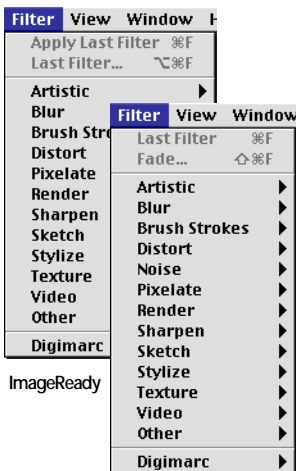 Filter View Window H
Apply Last Filter ⌘F
Last Filter... ⌥⌘F
Artistic
Blur
Brush Stro
Distort
Pixelate
Render
Sharpen
Sketch
Stylize
Texture
Video
Other
Digimarc
ImageReady
Filter View Window
Last Filter ⌘F
Fade... ⇧⌘F
Artistic
Blur
Brush Strokes
Distort
Noise
Pixelate
Render
Sharpen
Sketch
Stylize
Texture
Video
Other
Digimarc